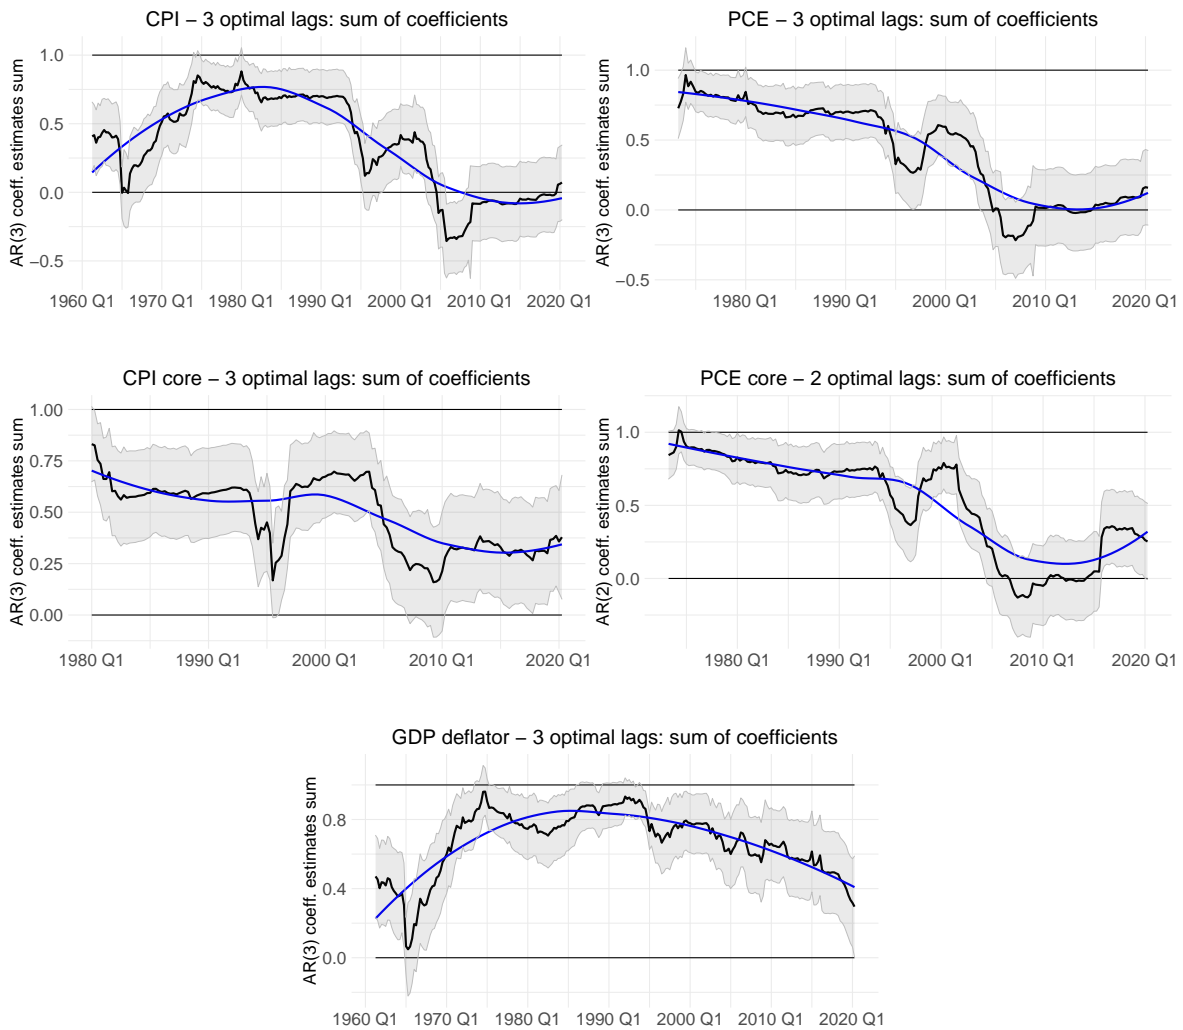 CPI – 3 optimal lags: sum of coefficients
AR(3) coeff. estimates sum
1.0
0.5
0.0
−0.5
1960 Q1 1970 Q1 1980 Q1 1990 Q1 2000 Q1 2010 Q1 2020 Q1
PCE – 3 optimal lags: sum of coefficients
AR(3) coeff. estimates sum
1.0
0.5
0.0
−0.5
1980 Q1 1990 Q1 2000 Q1 2010 Q1 2020 Q1
CPI core – 3 optimal lags: sum of coefficients
AR(3) coeff. estimates sum
1.00
0.75
0.50
0.25
0.00
1980 Q1 1990 Q1 2000 Q1 2010 Q1 2020 Q1
PCE core – 2 optimal lags: sum of coefficients
AR(2) coeff. estimates sum
1.0
0.5
0.0
1980 Q1 1990 Q1 2000 Q1 2010 Q1 2020 Q1
GDP deflator – 3 optimal lags: sum of coefficients
AR(3) coeff. estimates sum
0.8
0.4
0.0
1960 Q1 1970 Q1 1980 Q1 1990 Q1 2000 Q1 2010 Q1 2020 Q1